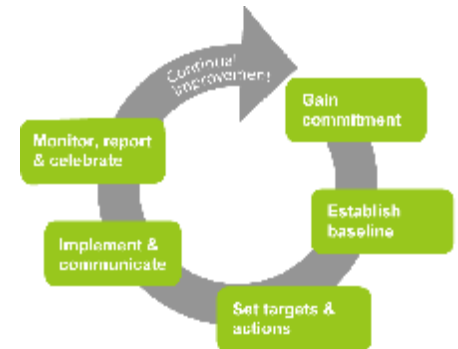 Continual
Improvement
Gain
commitment
Establish
baseline
Set targets &
actions
Implement &
communicate
Monitor, report
& celebrate